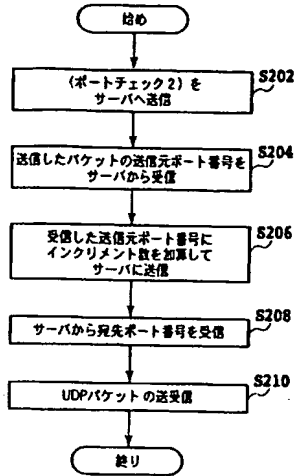 始め
(ポートチェック2)を
サーバへ送信
S202
送信したパケットの送信元ポート番号を
サーバから受信
S204
受信した送信元ポート番号に
インクリメント数を加算して
サーバに送信
S206
サーバから宛先ポート番号を受信
S208
UDPパケットの送受信
S210
終り